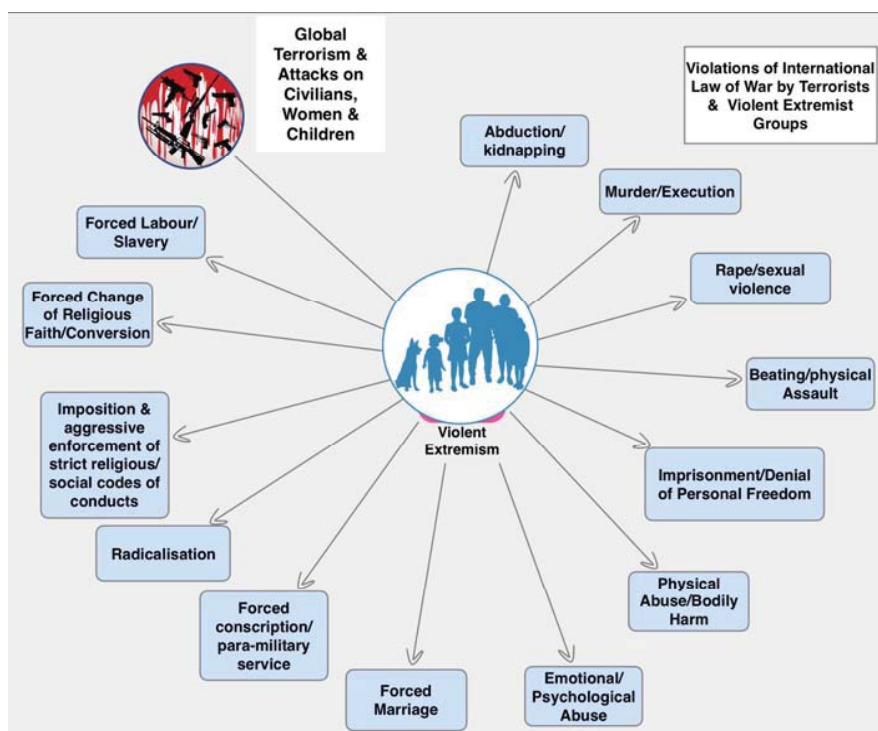 Global
Terrorism &
Attacks on
Civilians,
Women &
Children
Violations of International
Law of War by Terrorists
& Violent Extremist
Groups
Abduction/
kidnapping
Murder/Execution
Rape/sexual
violence
Beating/physical
Assault
Imprisonment/Denial
of Personal Freedom
Physical
Abuse/Bodily
Harm
Emotional/
Psychological
Abuse
Forced
Marriage
Forced
conscription/
para-military
service
Radicalisation
Imposition &
aggressive
enforcement of
strict religious/
social codes of
conducts
Forced Change
of Religious
Faith/Conversion
Forced Labour/
Slavery
Violent
Extremism